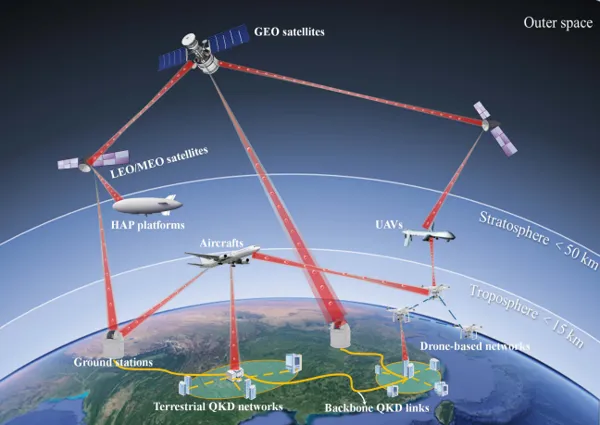 Outer space
GEO satellites
LEO/MEO satellites
HAP platforms
UAVs
Stratosphere < 50 km
Aircrafts
Troposphere < 15 km
Drone-based networks
Ground stations
Terrestrial QKD networks
Backbone QKD links